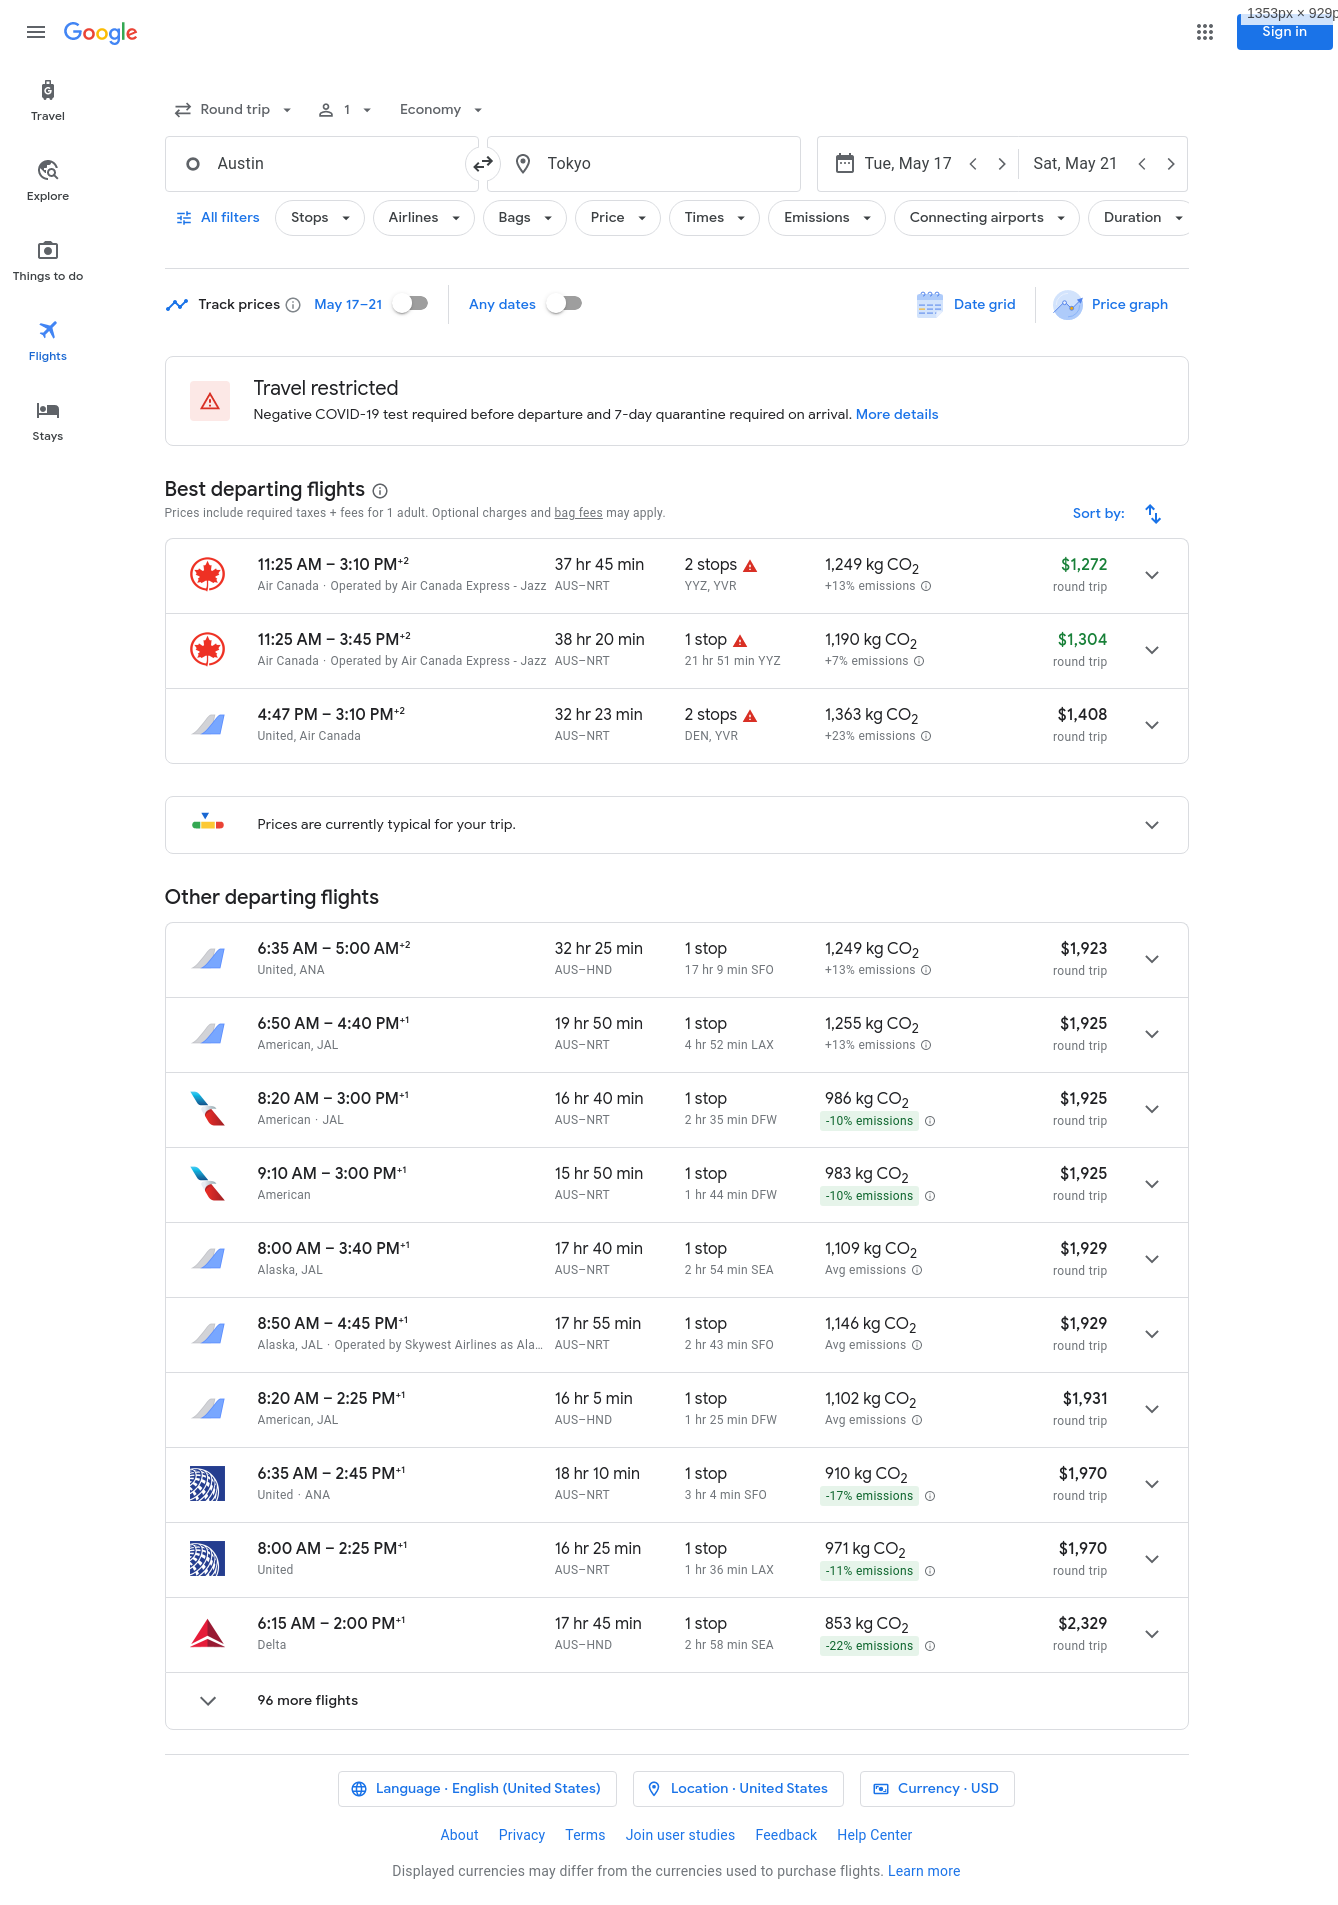 1353px × 929p
Google
Sign in
Travel
Explore
Things to do
Flights
Stays
Round trip
1
Economy
Austin
Tokyo
Tue, May 17
Sat, May 21
All filters
Stops
Airlines
Bags
Price
Times
Emissions
Connecting airports
Duration
Track prices
May 17–21
Any dates
Date grid
Price graph
Travel restricted
Negative COVID-19 test required before departure and 7-day quarantine required on arrival. More details
Best departing flights
Prices include required taxes + fees for 1 adult. Optional charges and bag fees may apply.
Sort by:
11:25 AM – 3:10 PM+2 37 hr 45 min 2 stops 1,249 kg CO2 $1,272
Air Canada · Operated by Air Canada Express - Jazz AUS–NRT YYZ, YVR +13% emissions round trip
11:25 AM – 3:45 PM+2 38 hr 20 min 1 stop 1,190 kg CO2 $1,304
Air Canada · Operated by Air Canada Express - Jazz AUS–NRT 21 hr 51 min YYZ +7% emissions round trip
4:47 PM – 3:10 PM+2 32 hr 23 min 2 stops 1,363 kg CO2 $1,408
United, Air Canada AUS–NRT DEN, YVR +23% emissions round trip
Prices are currently typical for your trip.
Other departing flights
6:35 AM – 5:00 AM+2 32 hr 25 min 1 stop 1,249 kg CO2 $1,923
United, ANA AUS–HND 17 hr 9 min SFO +13% emissions round trip
6:50 AM – 4:40 PM+1 19 hr 50 min 1 stop 1,255 kg CO2 $1,925
American, JAL AUS–NRT 4 hr 52 min LAX +13% emissions round trip
8:20 AM – 3:00 PM+1 16 hr 40 min 1 stop 986 kg CO2 $1,925
American · JAL AUS–NRT 2 hr 35 min DFW -10% emissions round trip
9:10 AM – 3:00 PM+1 15 hr 50 min 1 stop 983 kg CO2 $1,925
American AUS–NRT 1 hr 44 min DFW -10% emissions round trip
8:00 AM – 3:40 PM+1 17 hr 40 min 1 stop 1,109 kg CO2 $1,929
Alaska, JAL AUS–NRT 2 hr 54 min SEA Avg emissions round trip
8:50 AM – 4:45 PM+1 17 hr 55 min 1 stop 1,146 kg CO2 $1,929
Alaska, JAL · Operated by Skywest Airlines as Ala... AUS–NRT 2 hr 43 min SFO Avg emissions round trip
8:20 AM – 2:25 PM+1 16 hr 5 min 1 stop 1,102 kg CO2 $1,931
American, JAL AUS–HND 1 hr 25 min DFW Avg emissions round trip
6:35 AM – 2:45 PM+1 18 hr 10 min 1 stop 910 kg CO2 $1,970
United · ANA AUS–NRT 3 hr 4 min SFO -17% emissions round trip
8:00 AM – 2:25 PM+1 16 hr 25 min 1 stop 971 kg CO2 $1,970
United AUS–NRT 1 hr 36 min LAX -11% emissions round trip
6:15 AM – 2:00 PM+1 17 hr 45 min 1 stop 853 kg CO2 $2,329
Delta AUS–HND 2 hr 58 min SEA -22% emissions round trip
96 more flights
Language · English (United States)
Location · United States
Currency · USD
About Privacy Terms Join user studies Feedback Help Center
Displayed currencies may differ from the currencies used to purchase flights. Learn more